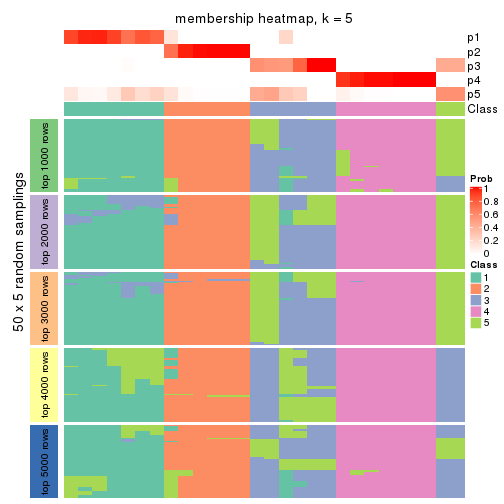 membership heatmap, k = 5
p1
p2
p3
p4
p5
Class
50 x 5 random samplings
top 1000 rows
top 2000 rows
top 3000 rows
top 4000 rows
top 5000 rows
Prob
1
0.8
0.6
0.4
0.2
0
Class
1
2
3
4
5